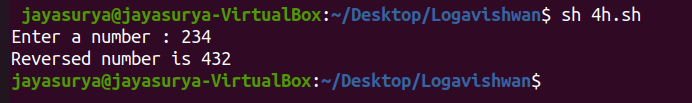 jayasurya@jayasurya-VirtualBox:~/Desktop/Logavishwan$ sh 4h.sh
Enter a number : 234
Reversed number is 432
jayasurya@jayasurya-VirtualBox:~/Desktop/Logavishwan$